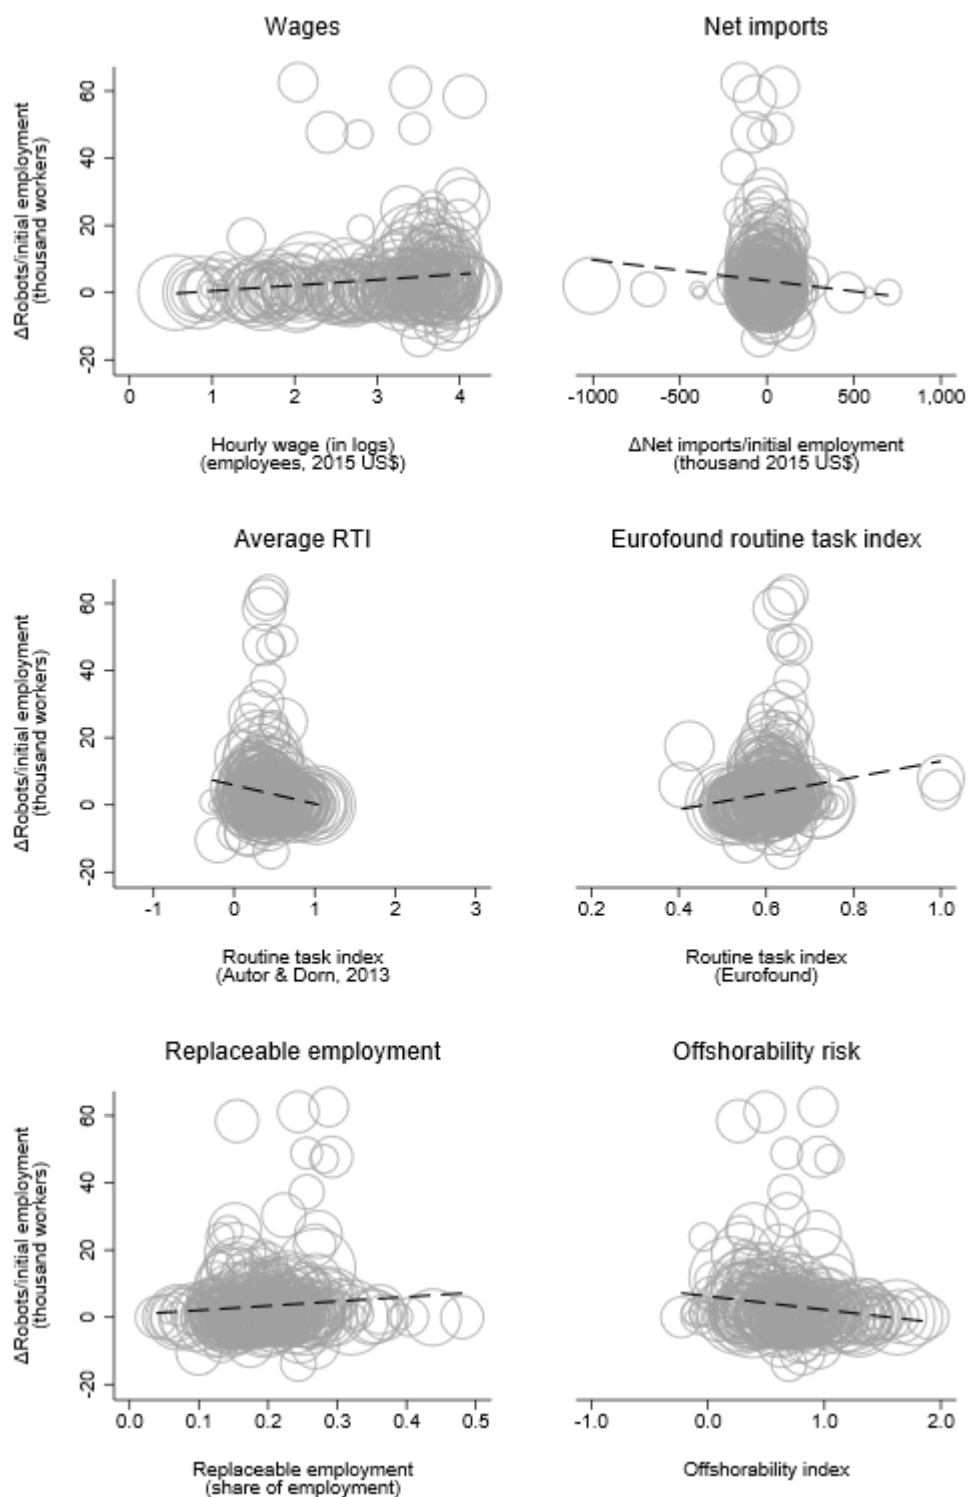 Wages
ΔRobots/initial employment
(thousand workers)
60
40
20
0
-20
0 1 2 3 4
Hourly wage (in logs)
(employees, 2015 US$)
Net imports
-1000 -500 0 500 1,000
ΔNet imports/initial employment
(thousand 2015 US$)
Average RTI
ΔRobots/initial employment
(thousand workers)
60
40
20
0
-20
-1 0 1 2 3
Routine task index
(Autor & Dorn, 2013
Eurofound routine task index
0.2 0.4 0.6 0.8 1.0
Routine task index
(Eurofound)
Replaceable employment
ΔRobots/initial employment
(thousand workers)
60
40
20
0
-20
0.0 0.1 0.2 0.3 0.4 0.5
Replaceable employment
(share of employment)
Offshorability risk
-1.0 0.0 1.0 2.0
Offshorability index